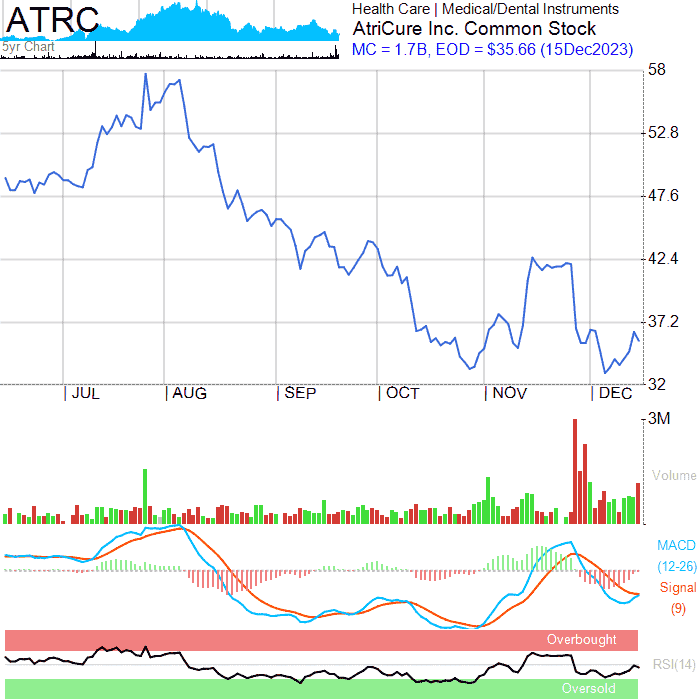 ATRC
5yr Chart
Health Care | Medical/Dental Instruments
AtriCure Inc. Common Stock
MC = 1.7B, EOD = $35.66 (15Dec2023)
58
52.8
47.6
42.4
37.2
32
| JUL | AUG | SEP | OCT | NOV | DEC
3M
Volume
MACD
(12-26)
Signal
(9)
Overbought
RSI(14)
Oversold